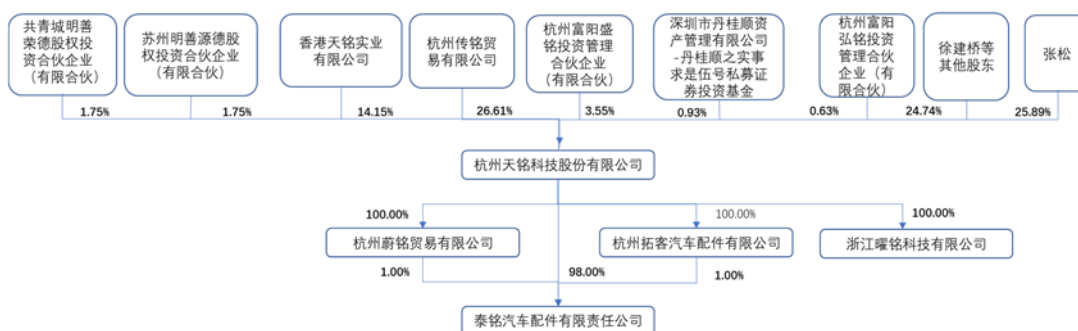 共青城明善
荣德股权投
资合伙企业
（有限合伙）
苏州明善源德股
权投资合伙企业
（有限合伙）
香港天铭实业
有限公司
杭州传铭贸
易有限公司
杭州富阳盛
铭投资管理
合伙企业
（有限合伙）
深圳市丹桂顺资
产管理有限公司
-丹桂顺之实事
求是伍号私募证
券投资基金
杭州富阳
弘铭投资
管理合伙
企业（有
限合伙）
徐建桥等
其他股东
张松
1.75%
1.75%
14.15%
26.61%
3.55%
0.93%
0.63%
24.74%
25.89%
杭州天铭科技股份有限公司
100.00%
100.00%
100.00%
杭州蔚铭贸易有限公司
杭州拓客汽车配件有限公司
浙江曜铭科技有限公司
1.00%
98.00%
1.00%
泰铭汽车配件有限责任公司